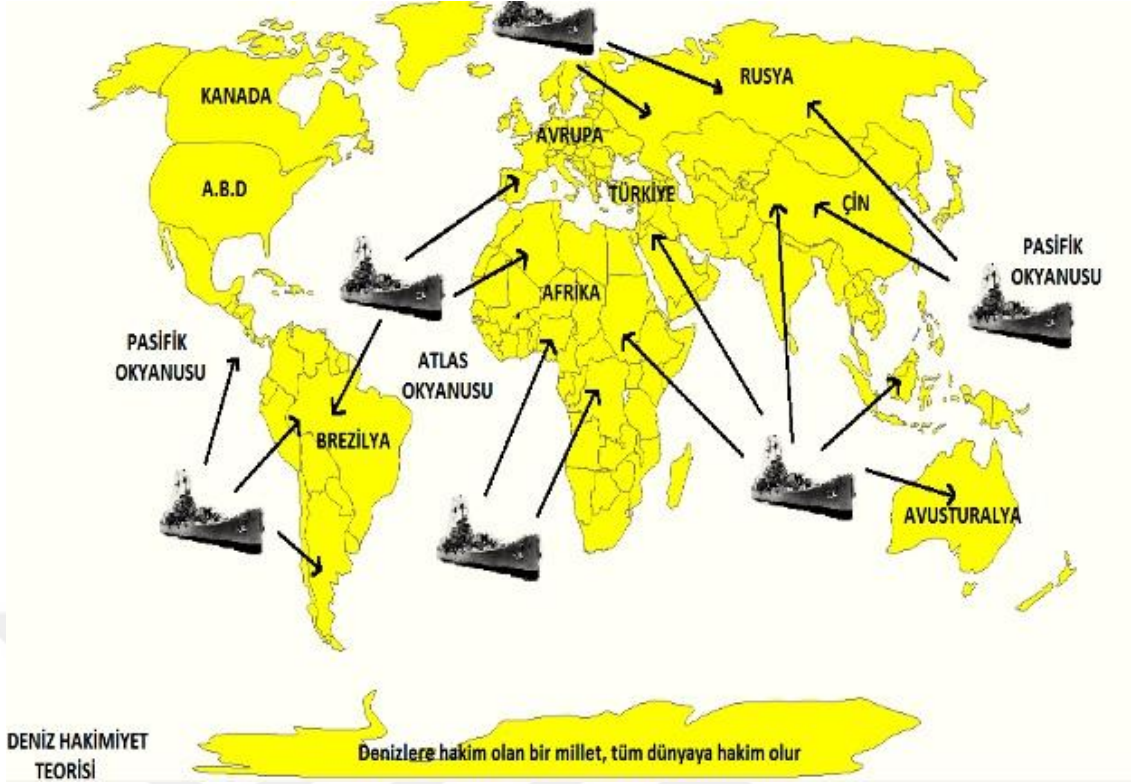 KANADA
RUSYA
AVRUPA
A.B.D
TÜRKİYE
ÇİN
PASİFİK
OKYANUSU
AFRİKA
PASİFİK
OKYANUSU
ATLAS
OKYANUSU
BREZİLYA
AVUSTURALYA
DENİZ HAKİMİYET
TEORİSİ
Denizlere hakim olan bir millet, tüm dünyaya hakim olur